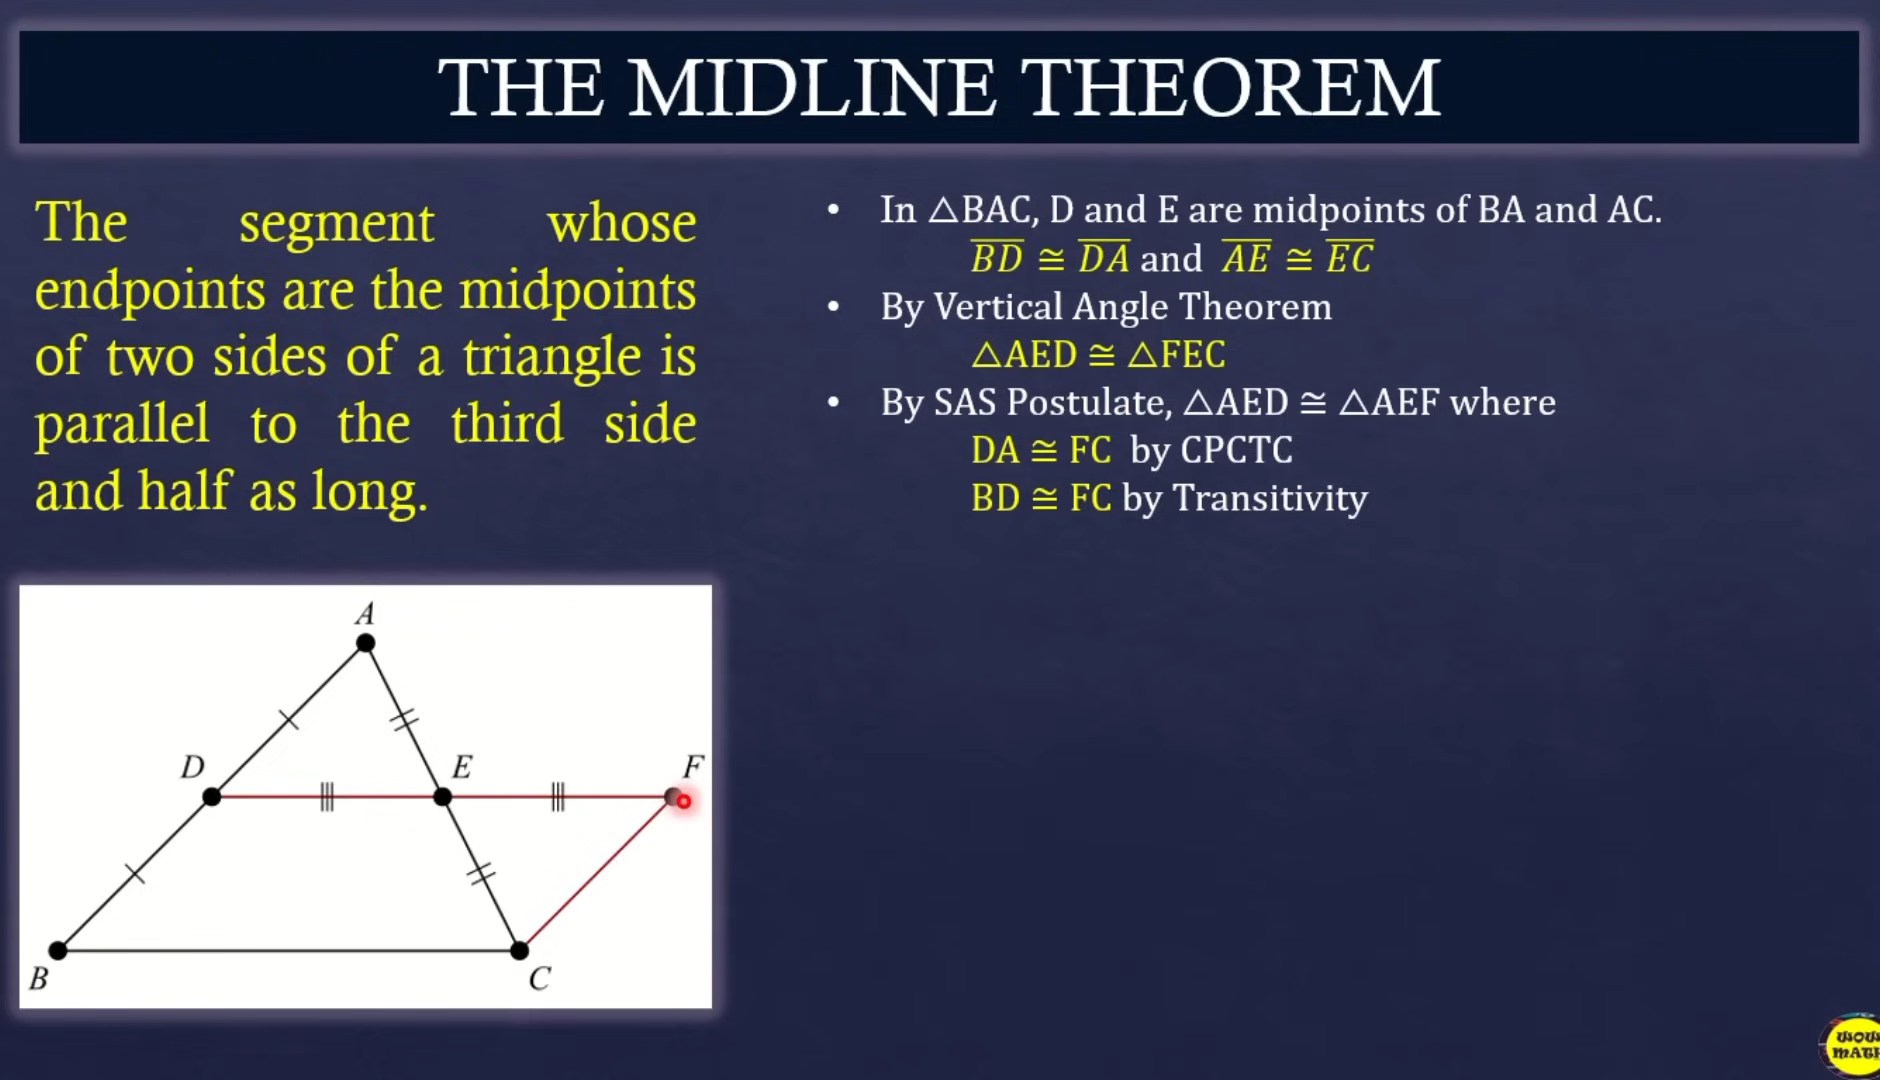 THE MIDLINE THEOREM
The segment whose
endpoints are the midpoints
of two sides of a triangle is
parallel to the third side
and half as long.
• In △BAC, D and E are midpoints of BA and AC.
BD ≅ DA and AE ≅ EC
• By Vertical Angle Theorem
△AED ≅ △FEC
• By SAS Postulate, △AED ≅ △AEF where
DA ≅ FC by CPCTC
BD ≅ FC by Transitivity
A
D
E
F
B
C
WOW
MATH